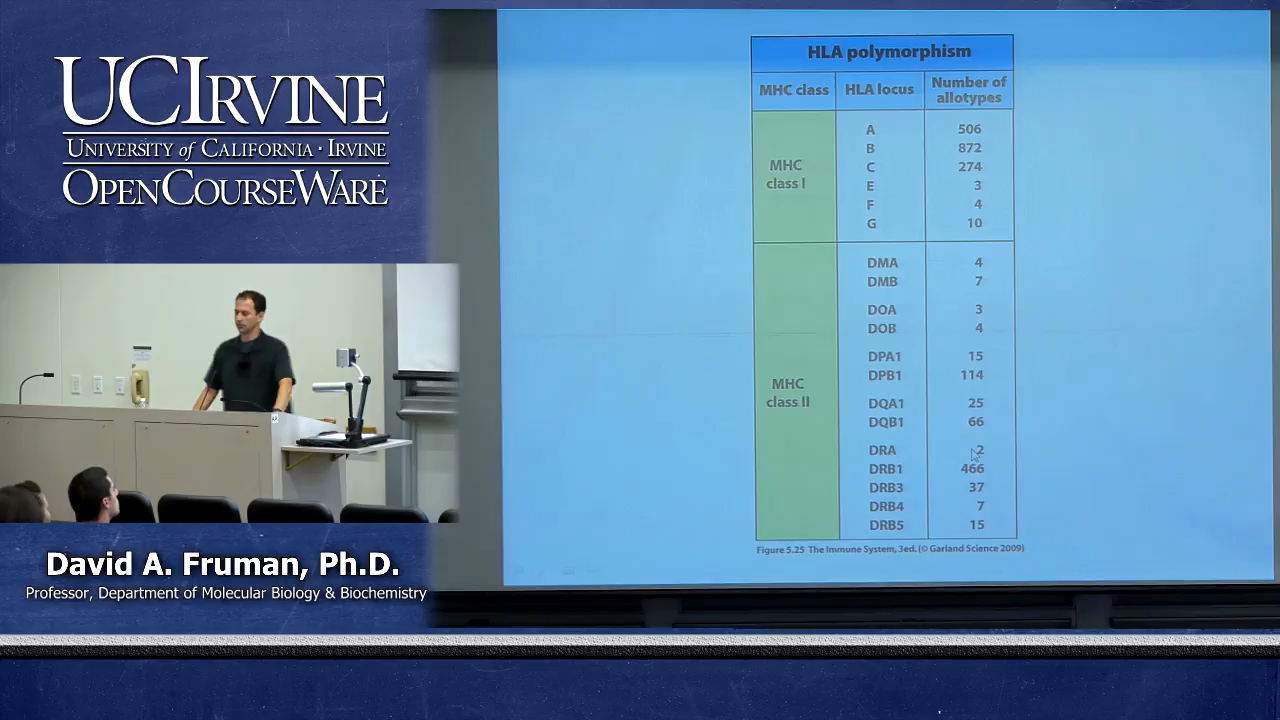 UCIRVINE
UNIVERSITY of CALIFORNIA · IRVINE
OPENCOURSEWARE
David A. Fruman, Ph.D.
Professor, Department of Molecular Biology & Biochemistry
HLA polymorphism
MHC class HLA locus Number of allotypes
MHC class I
A 506
B 872
C 274
E 3
F 4
G 10
MHC class II
DMA 4
DMB 7
DOA 3
DOB 4
DPA1 15
DPB1 114
DQA1 25
DQB1 66
DRA 2
DRB1 466
DRB3 37
DRB4 7
DRB5 15
Figure 5.25 The Immune System, 3ed. (© Garland Science 2009)